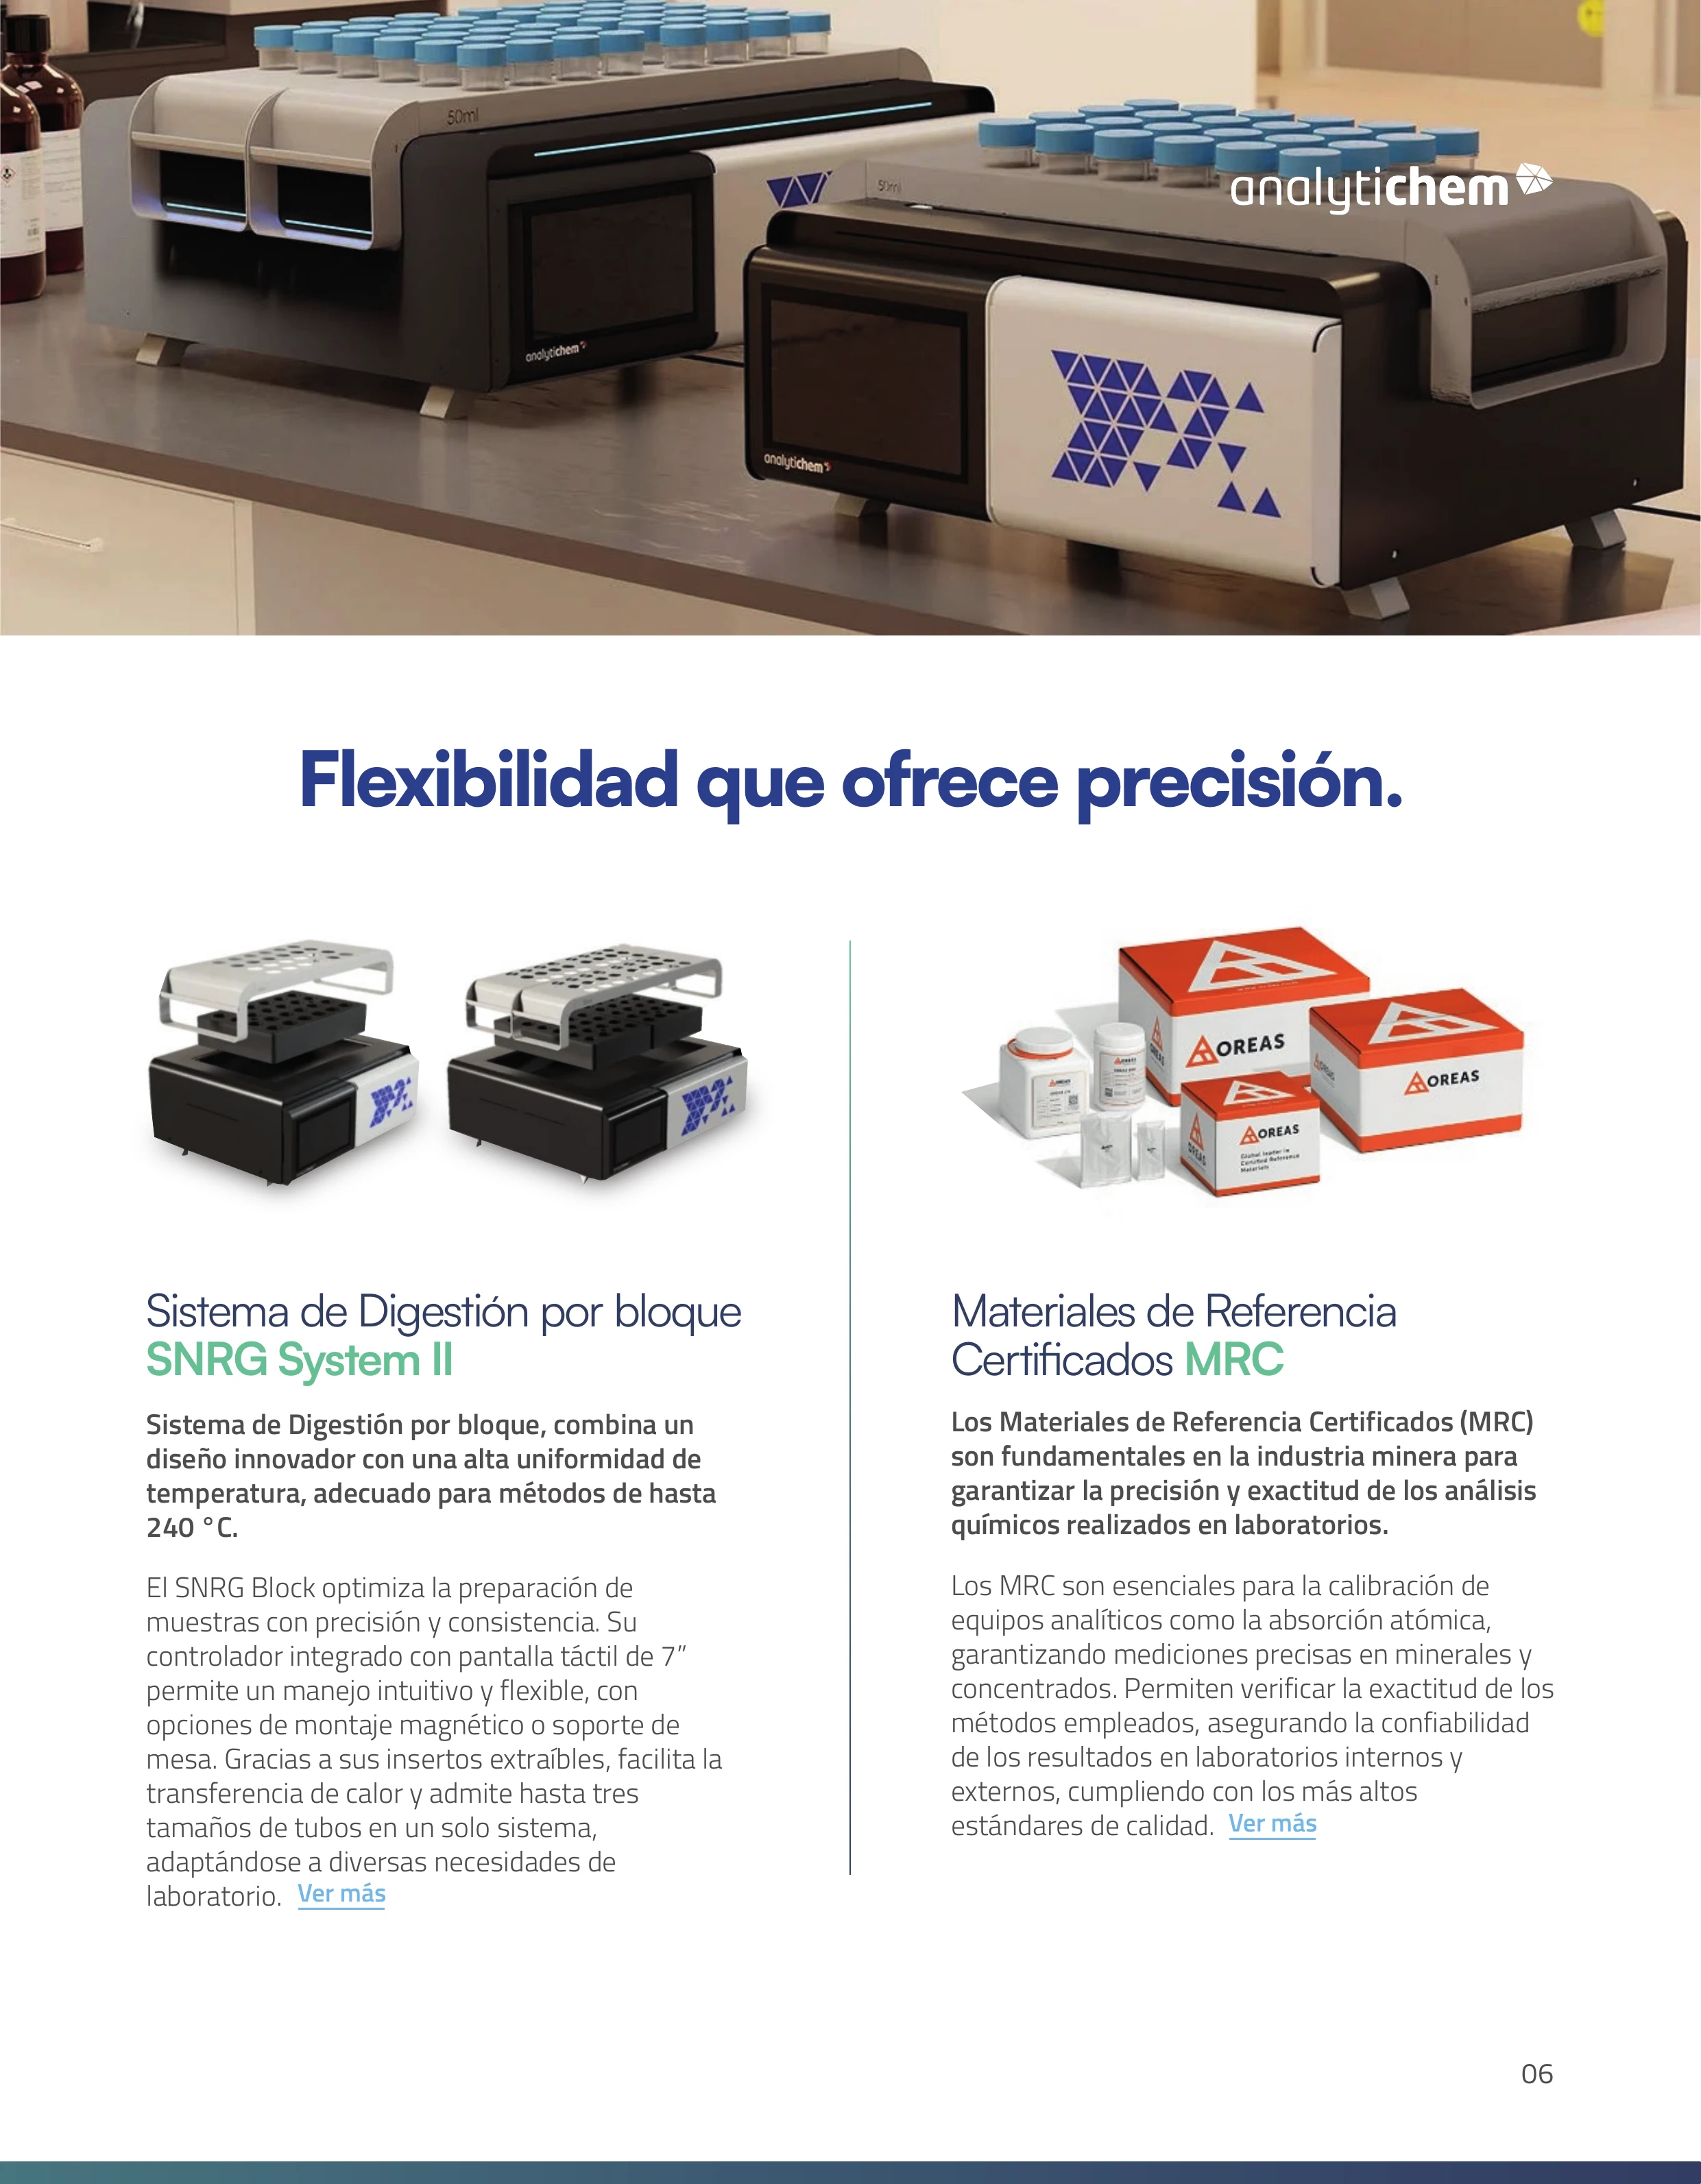 50ml
50ml
analytichem
analytichem
analytichem
Flexibilidad que ofrece precisión.
OREAS
OREAS
OREAS
Global leader in
Certified Reference
Materials
Sistema de Digestión por bloque
SNRG System II
Sistema de Digestión por bloque, combina un
diseño innovador con una alta uniformidad de
temperatura, adecuado para métodos de hasta
240 °C.
El SNRG Block optimiza la preparación de
muestras con precisión y consistencia. Su
controlador integrado con pantalla táctil de 7”
permite un manejo intuitivo y flexible, con
opciones de montaje magnético o soporte de
mesa. Gracias a sus insertos extraíbles, facilita la
transferencia de calor y admite hasta tres
tamaños de tubos en un solo sistema,
adaptándose a diversas necesidades de
laboratorio. Ver más
Materiales de Referencia
Certificados MRC
Los Materiales de Referencia Certificados (MRC)
son fundamentales en la industria minera para
garantizar la precisión y exactitud de los análisis
químicos realizados en laboratorios.
Los MRC son esenciales para la calibración de
equipos analíticos como la absorción atómica,
garantizando mediciones precisas en minerales y
concentrados. Permiten verificar la exactitud de los
métodos empleados, asegurando la confiabilidad
de los resultados en laboratorios internos y
externos, cumpliendo con los más altos
estándares de calidad. Ver más
06